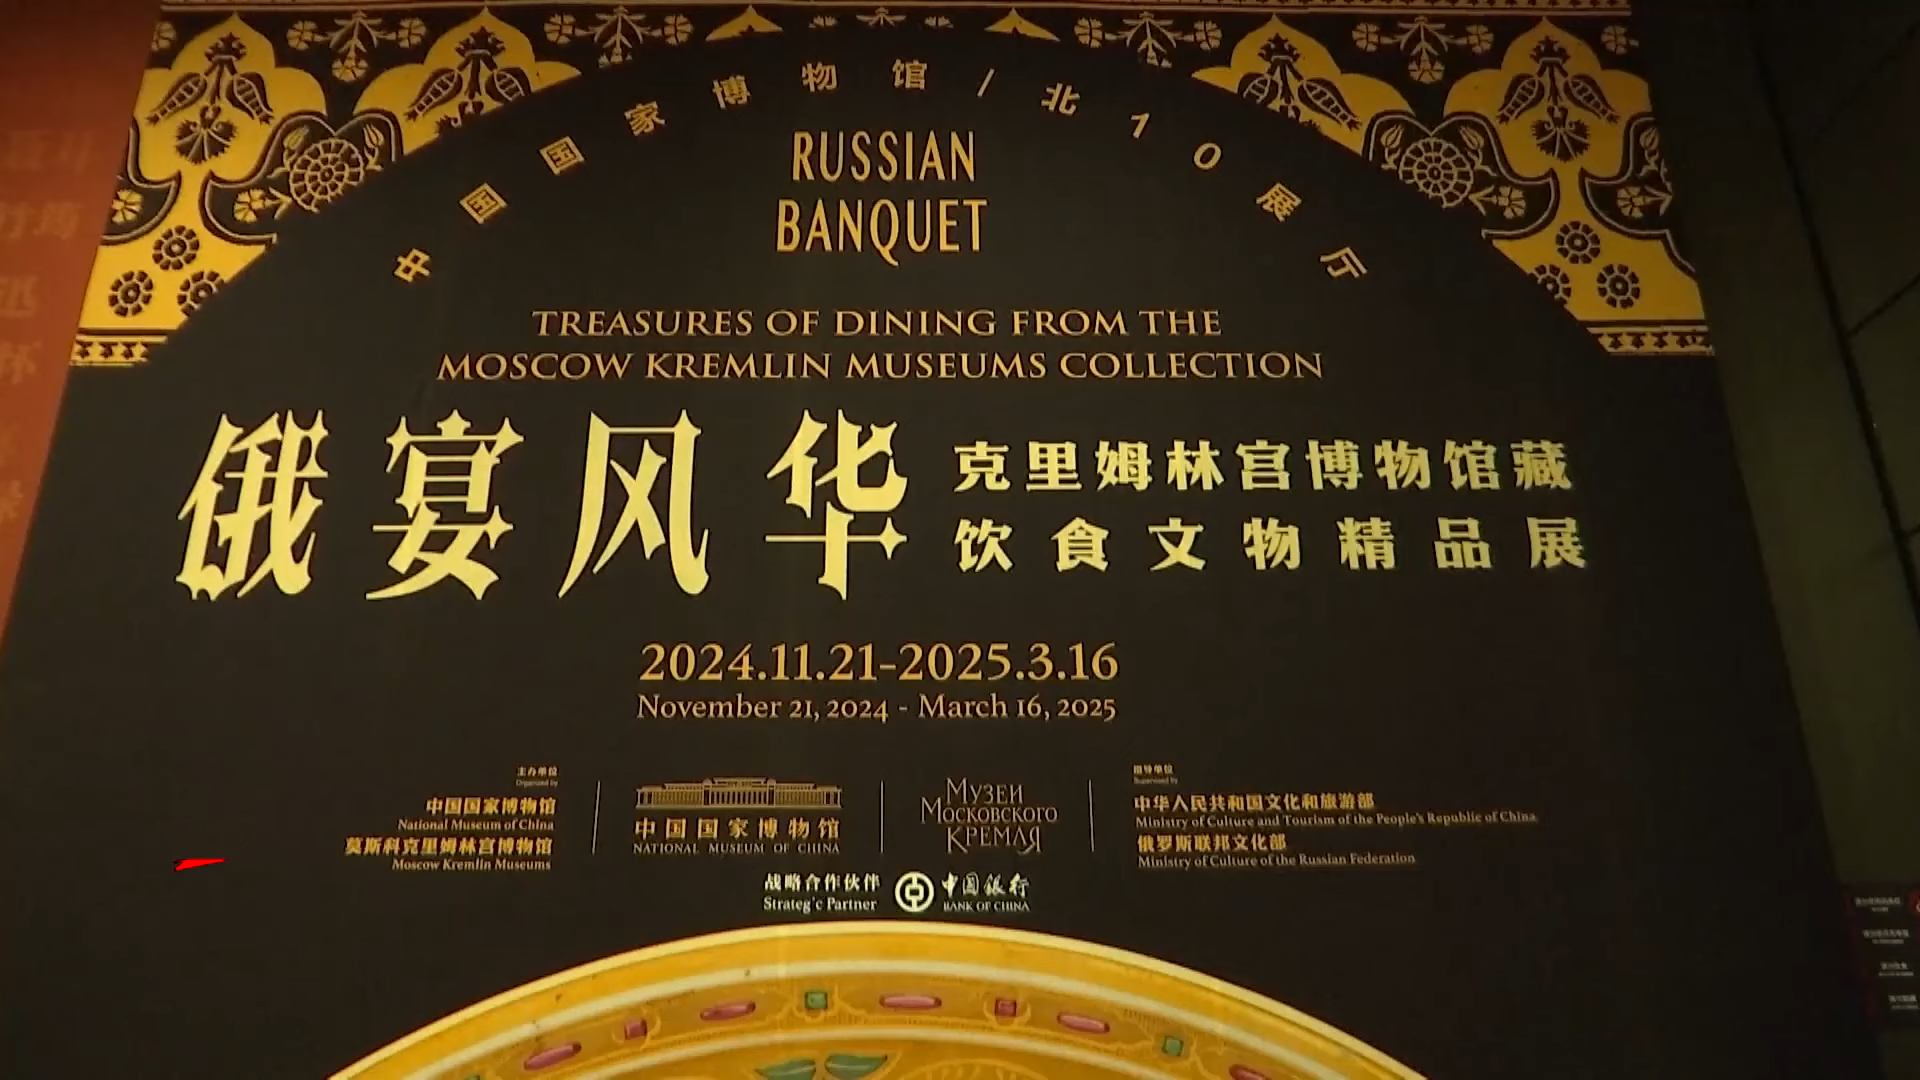 中国国家博物馆/北10展厅
RUSSIAN
BANQUET
TREASURES OF DINING FROM THE
MOSCOW KREMLIN MUSEUMS COLLECTION
俄宴风华
克里姆林宫博物馆藏
饮食文物精品展
2024.11.21-2025.3.16
November 21, 2024 - March 16, 2025
主办单位
Organized by
中国国家博物馆
National Museum of China
莫斯科克里姆林宫博物馆
Moscow Kremlin Museums
中国国家博物馆
NATIONAL MUSEUM OF CHINA
Музеи
Московского
Кремля
指导单位
Supervised by
中华人民共和国文化和旅游部
Ministry of Culture and Tourism of the People's Republic of China
俄罗斯联邦文化部
Ministry of Culture of the Russian Federation
战略合作伙伴
Strateg'c Partner
中国银行
BANK OF CHINA